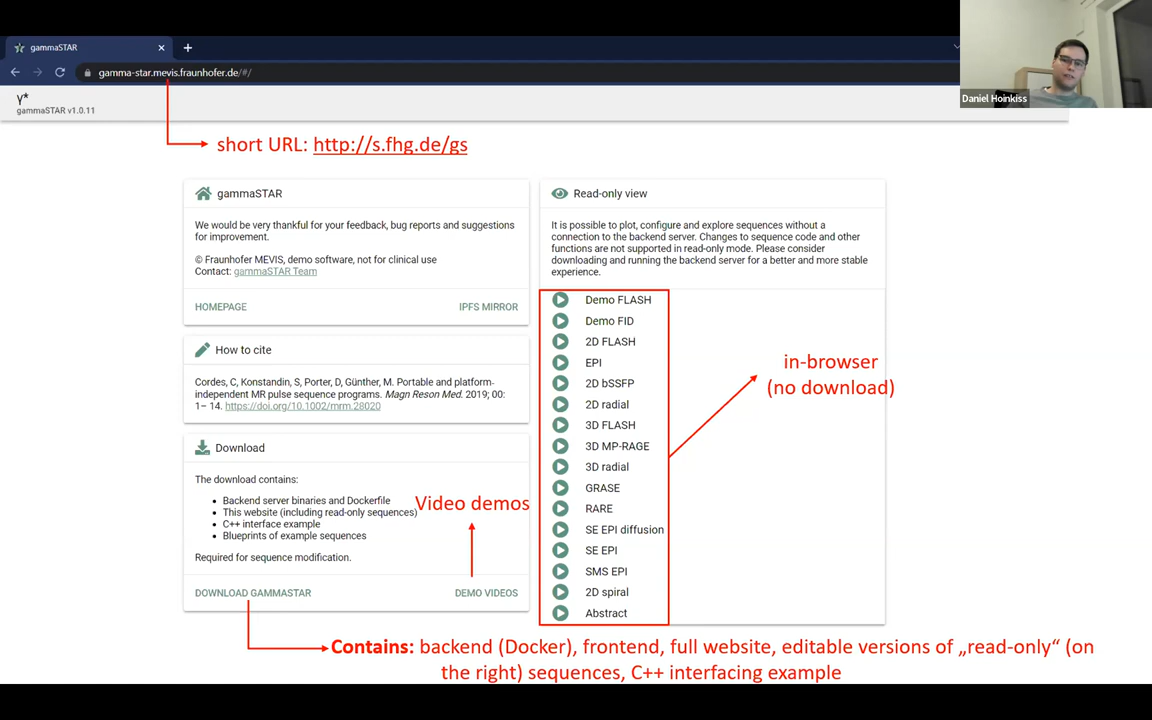 gammaSTAR
gamma-star.mevis.fraunhofer.de/#/
Daniel Hoinkiss
γ*
gammaSTAR v1.0.11
short URL: http://s.fhg.de/gs
gammaSTAR
We would be very thankful for your feedback, bug reports and suggestions
for improvement.
© Fraunhofer MEVIS, demo software, not for clinical use
Contact: gammaSTAR Team
HOMEPAGE
IPFS MIRROR
How to cite
Cordes, C, Konstandin, S, Porter, D, Günther, M. Portable and platform-
independent MR pulse sequence programs. Magn Reson Med. 2019; 00:
1– 14. https://doi.org/10.1002/mrm.28020
Download
The download contains:
• Backend server binaries and Dockerfile
• This website (including read-only sequences)
• C++ interface example
• Blueprints of example sequences
Required for sequence modification.
Video demos
DOWNLOAD GAMMASTAR
DEMO VIDEOS
Read-only view
It is possible to plot, configure and explore sequences without a
connection to the backend server. Changes to sequence code and other
functions are not supported in read-only mode. Please consider
downloading and running the backend server for a better and more stable
experience.
Demo FLASH
Demo FID
2D FLASH
EPI
2D bSSFP
2D radial
3D FLASH
3D MP-RAGE
3D radial
GRASE
RARE
SE EPI diffusion
SE EPI
SMS EPI
2D spiral
Abstract
in-browser
(no download)
Contains: backend (Docker), frontend, full website, editable versions of „read-only“ (on
the right) sequences, C++ interfacing example